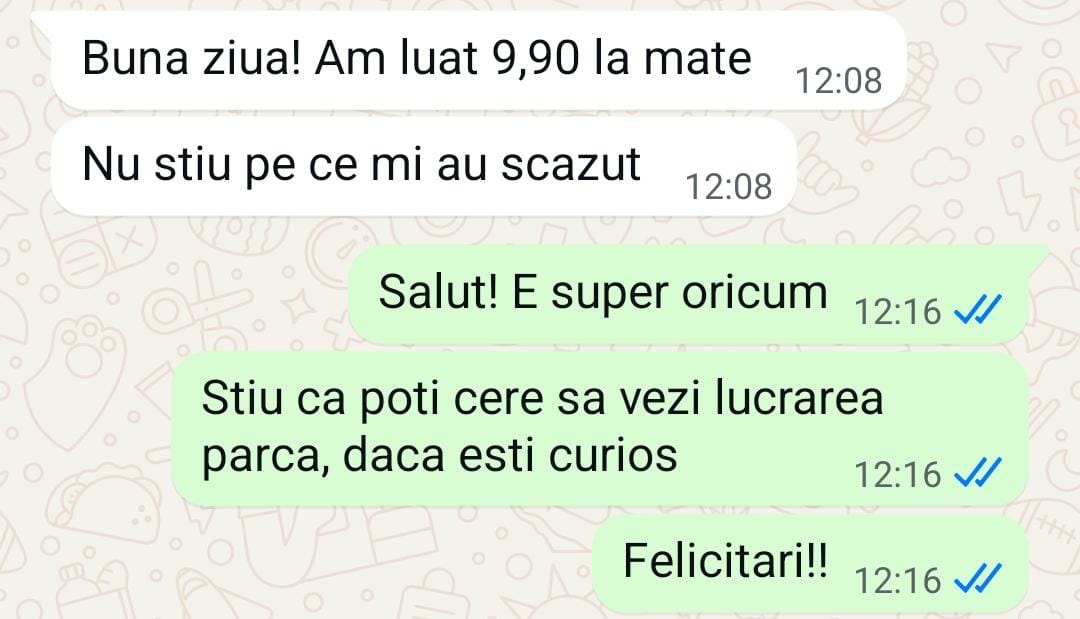 Buna ziua! Am luat 9,90 la mate
12:08
Nu stiu pe ce mi au scazut
12:08
Salut! E super oricum
12:16
Stiu ca poti cere sa vezi lucrarea
parca, daca esti curios
12:16
Felicitari!!
12:16